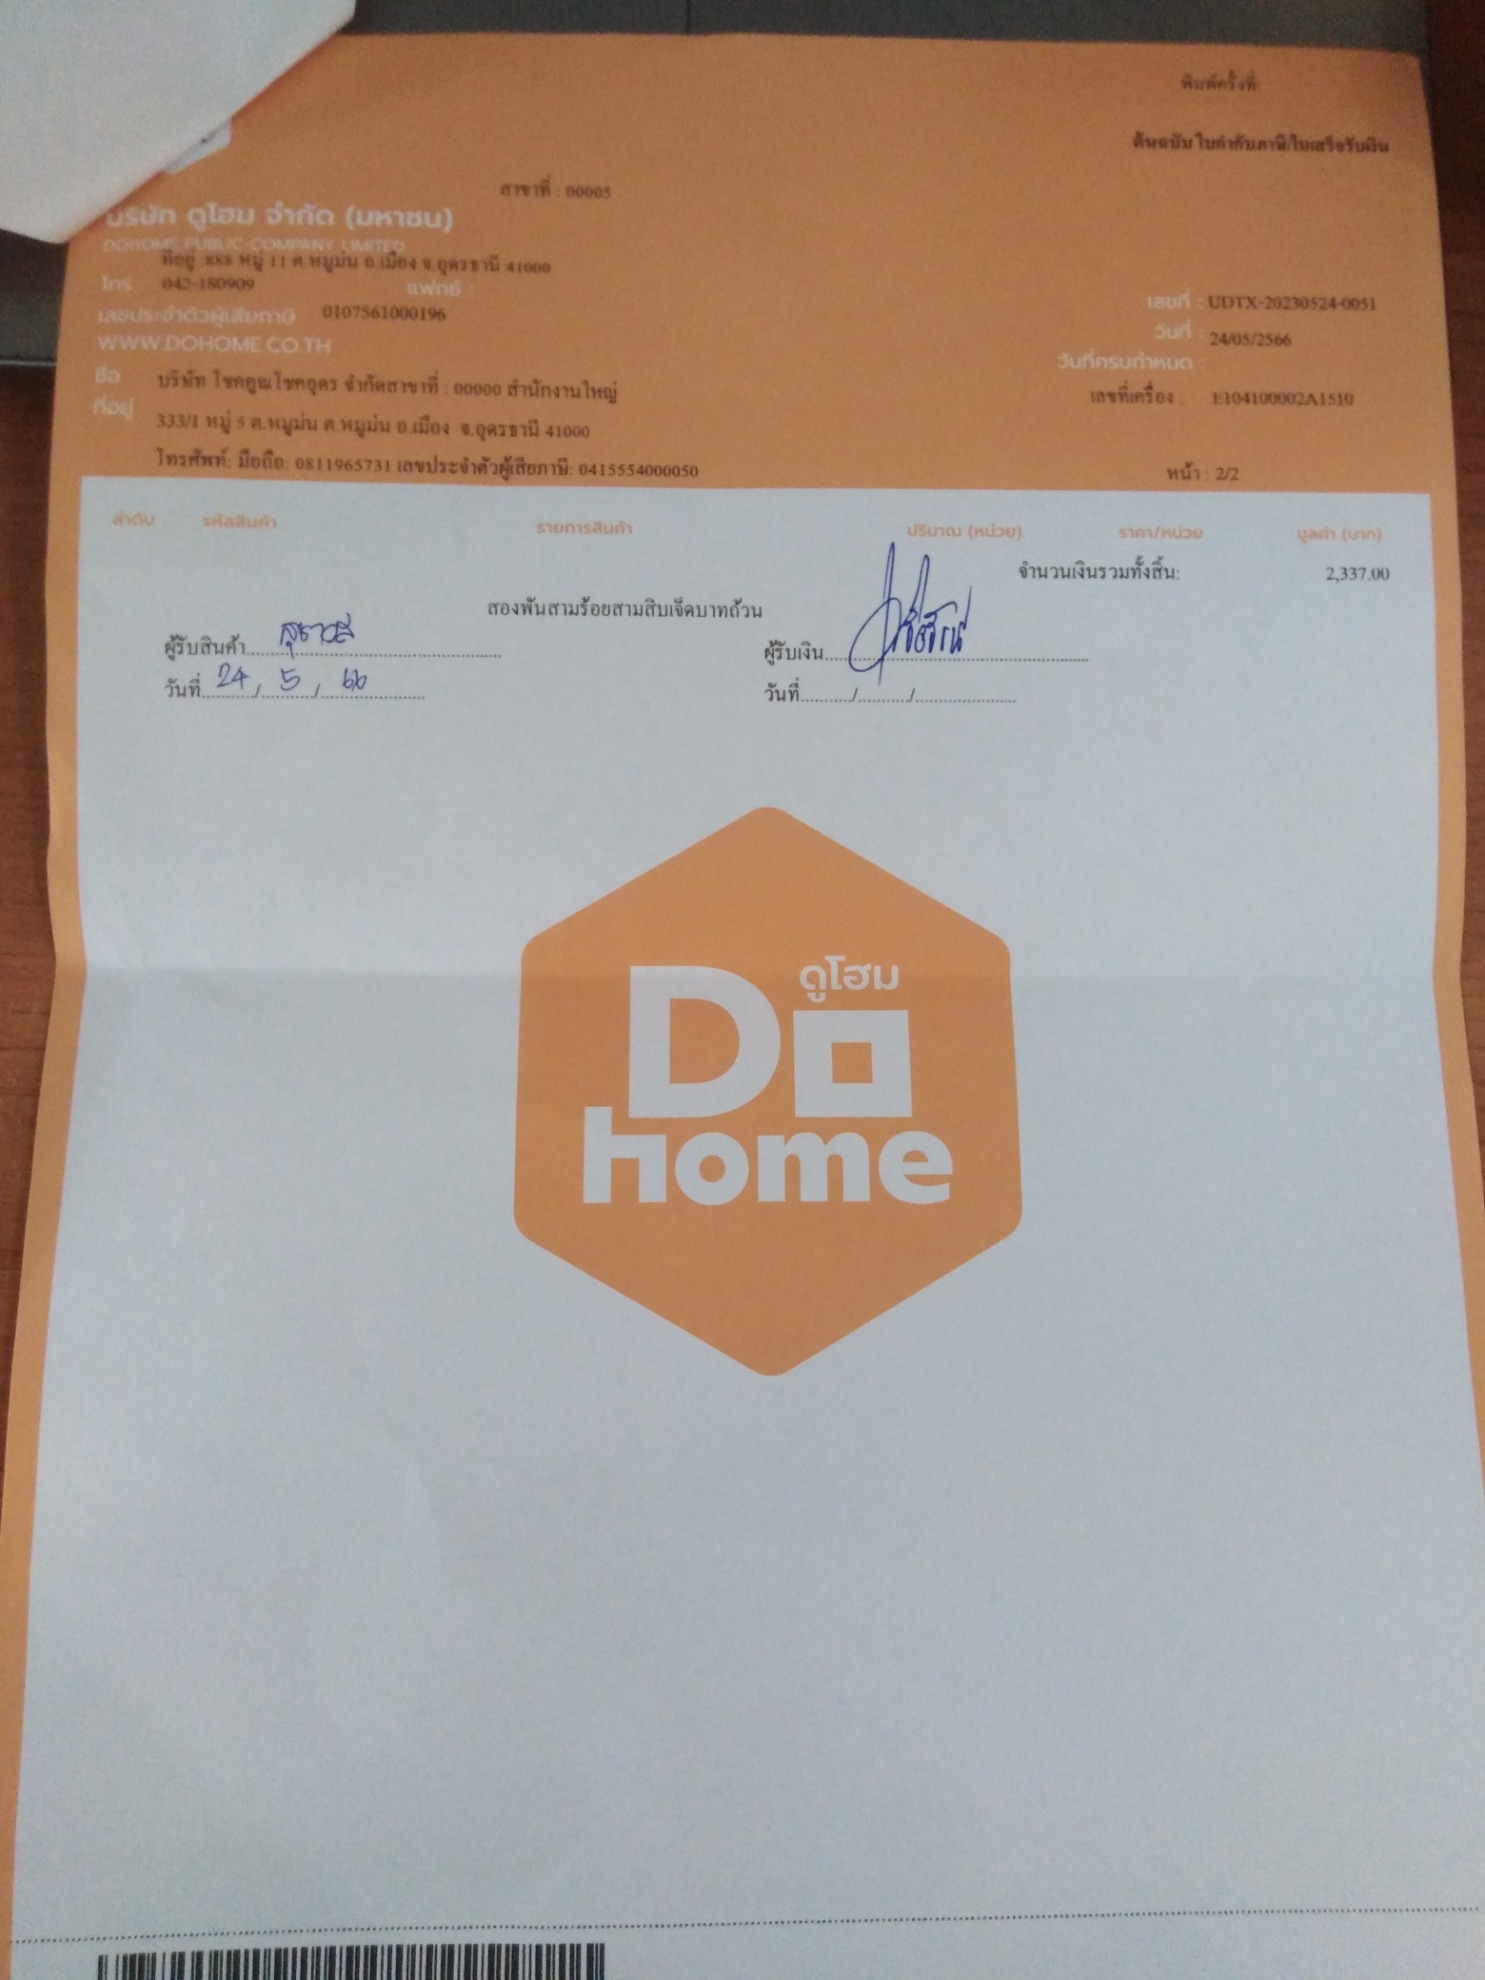 พิมพ์ครั้งที่
ต้นฉบับ ใบกำกับภาษี/ใบเสร็จรับเงิน
สาขาที่ : 00005
บริษัท ดูโฮม จำกัด (มหาชน)
DOHOME PUBLIC COMPANY LIMITED
ที่อยู่ :888 หมู่ 11 ต.หมูม่น อ.เมือง จ.อุดรธานี 41000
โทร : 042-180909 แฟกซ์ :
เลขประจำตัวผู้เสียภาษี 0107561000196
เลขที่ : UDTX-20230524-0051
WWW.DOHOME.CO.TH
วันที่ : 24/05/2566
วันที่ครบกำหนด :
ชื่อ บริษัท โชคคูณโชคอุดร จำกัดสาขาที่ : 00000 สำนักงานใหญ่
เลขที่เครื่อง : E104100002A1510
ที่อยู่ 333/1 หมู่ 5 ต.หมูม่น ต.หมูม่น อ.เมือง จ.อุดรธานี 41000
โทรศัพท์: มือถือ: 0811965731 เลขประจำตัวผู้เสียภาษี: 0415554000050
หน้า : 2/2
ลำดับ รหัสสินค้า รายการสินค้า ปริมาณ (หน่วย) ราคา/หน่วย มูลค่า (บาท)
จำนวนเงินรวมทั้งสิ้น: 2,337.00
สองพันสามร้อยสามสิบเจ็ดบาทถ้วน
ผู้รับสินค้า ผู้รับเงิน
วันที่ 24 / 5 / 66 วันที่ / /
ดูโฮม
Do
home